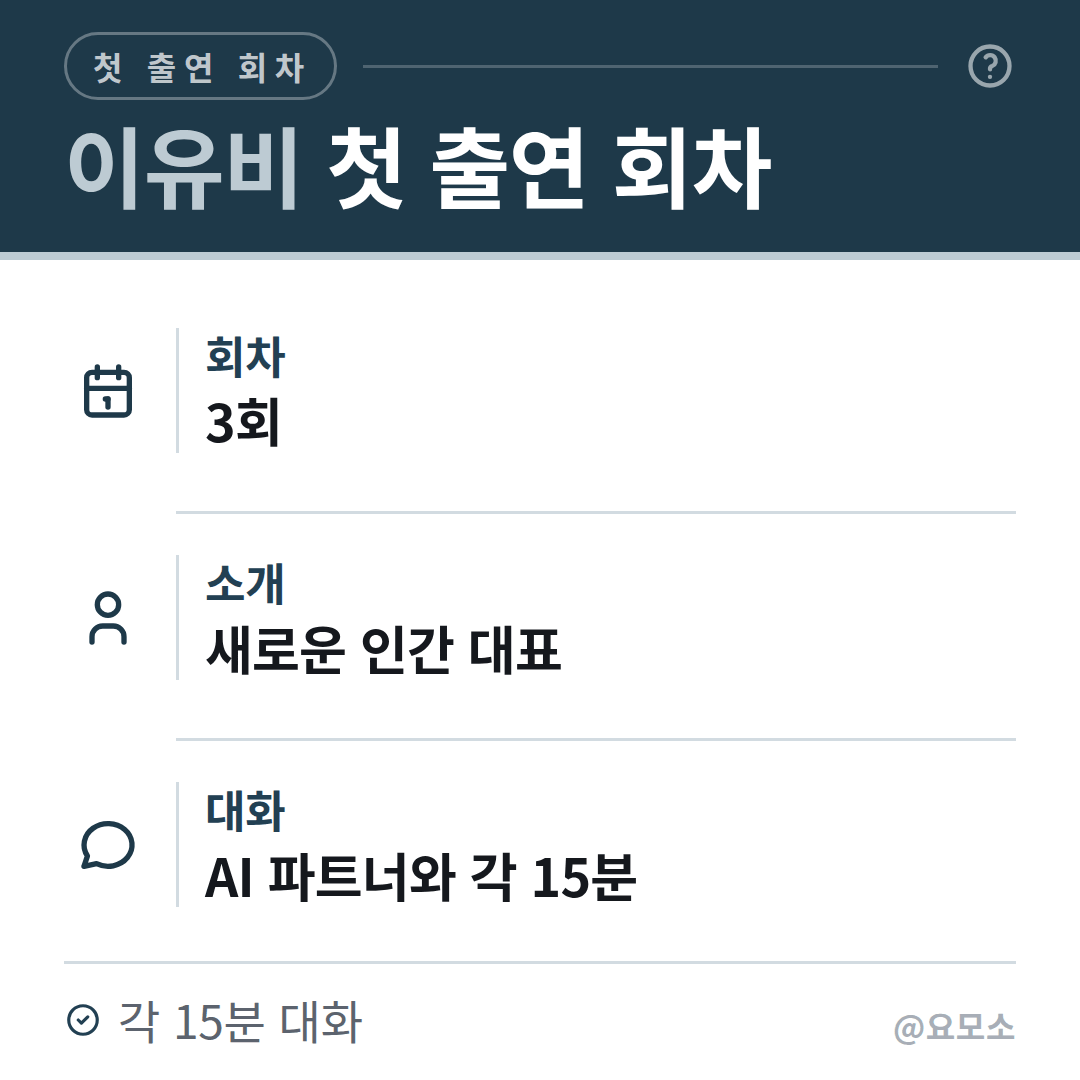 첫 출연 회차
이유비 첫 출연 회차
회차
3회
소개
새로운 인간 대표
대화
AI 파트너와 각 15분
각 15분 대화
@요모소